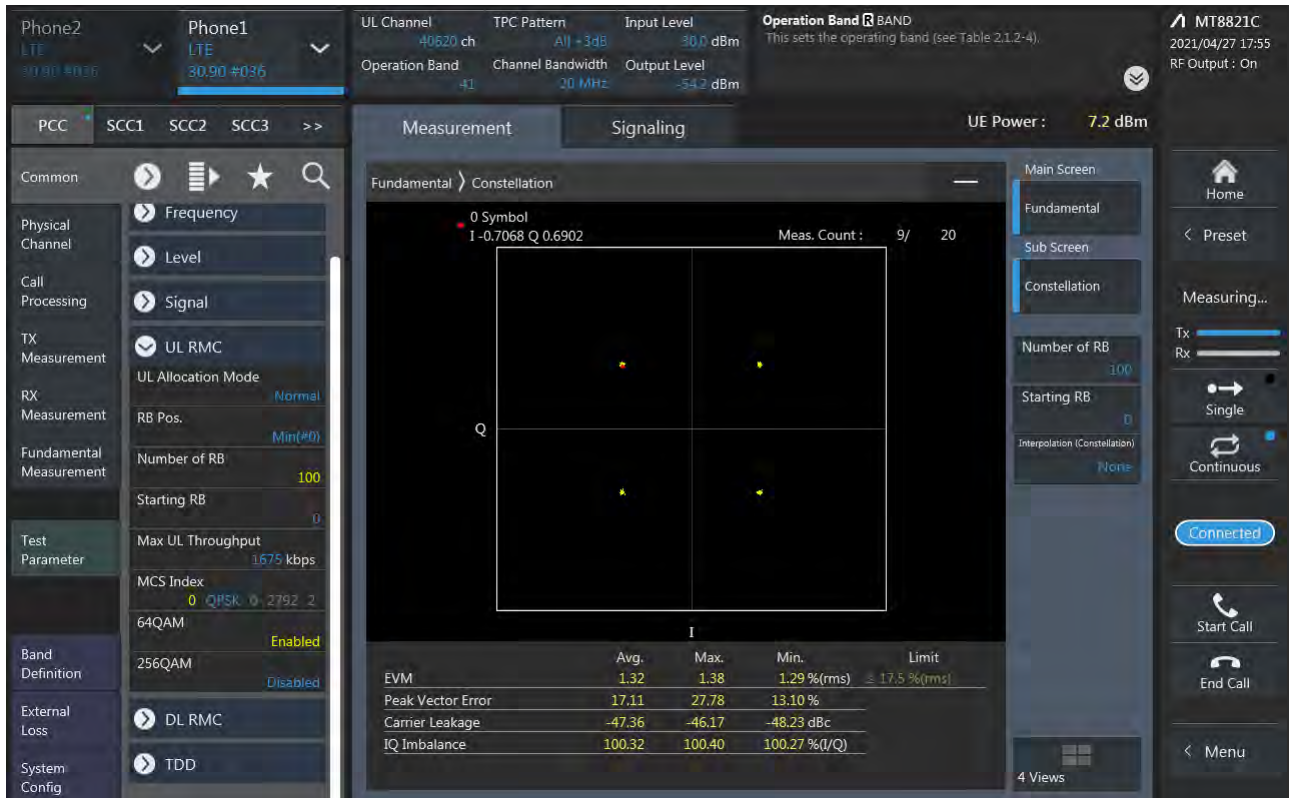 Phone2
LTE
30.90 #036
Phone1
LTE
30.90 #036
UL Channel
40620 ch
TPC Pattern
All +3dB
Input Level
30.0 dBm
Operation Band
41
Channel Bandwidth
20 MHz
Output Level
-54.2 dBm
Operation Band R BAND
This sets the operating band (see Table 2.1.2-4).
MT8821C
2021/04/27 17:55
RF Output : On
PCC SCC1 SCC2 SCC3 >>
Measurement
Signaling
UE Power : 7.2 dBm
Common
Physical
Channel
Call
Processing
TX
Measurement
RX
Measurement
Fundamental
Measurement
Test
Parameter
Band
Definition
External
Loss
System
Config
Frequency
Level
Signal
UL RMC
UL Allocation Mode
Normal
RB Pos.
Min(#0)
Number of RB
100
Starting RB
0
Max UL Throughput
1675 kbps
MCS Index
0 QPSK 0 2792 2
64QAM
Enabled
256QAM
Disabled
DL RMC
TDD
Fundamental Constellation
0 Symbol
I -0.7068 Q 0.6902
Meas. Count : 9/ 20
Q
I
Avg. Max. Min. Limit
EVM 1.32 1.38 1.29 %(rms) ≦ 17.5 %(rms)
Peak Vector Error 17.11 27.78 13.10 %
Carrier Leakage -47.36 -46.17 -48.23 dBc
IQ Imbalance 100.32 100.40 100.27 %(I/Q)
Main Screen
Fundamental
Sub Screen
Constellation
Number of RB
100
Starting RB
0
Interpolation (Constellation)
None
4 Views
Home
< Preset
Measuring...
Tx
Rx
Single
Continuous
Connected
Start Call
End Call
< Menu